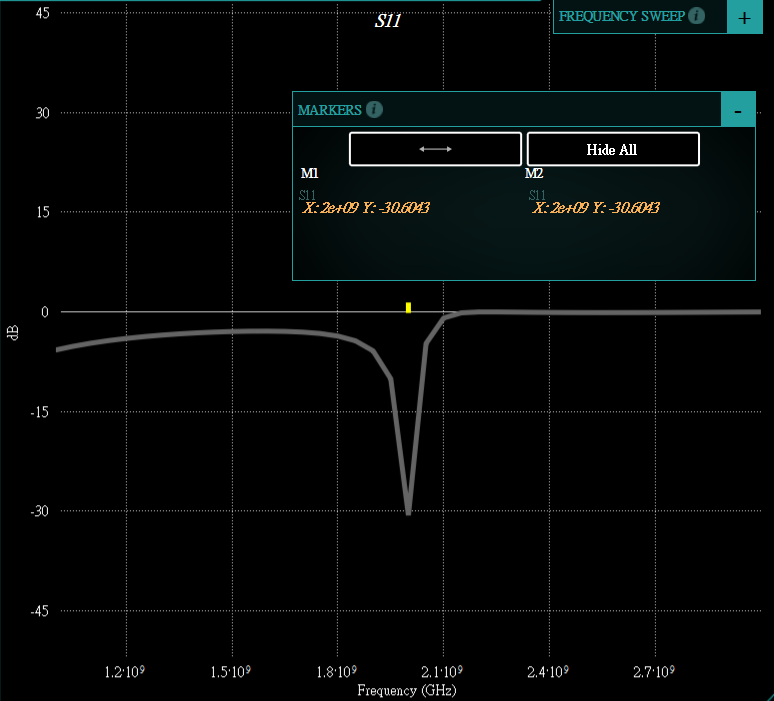 45
S11
FREQUENCY SWEEP i
+
30
MARKERS i
-
↔
Hide All
M1
M2
S11
S11
X: 2e+09 Y: -30.6043
X: 2e+09 Y: -30.6043
15
0
dB
-15
-30
-45
1.2·10⁹
1.5·10⁹
1.8·10⁹
2.1·10⁹
2.4·10⁹
2.7·10⁹
Frequency (GHz)